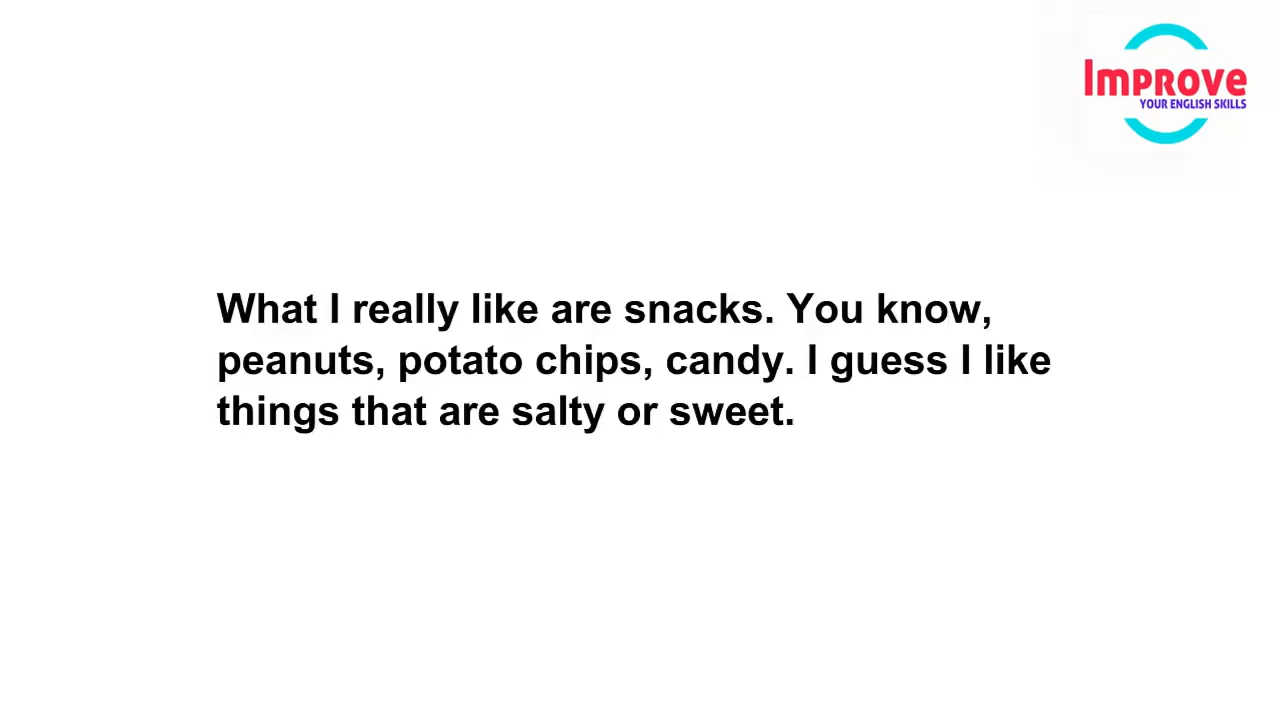 Improve
YOUR ENGLISH SKILLS
What I really like are snacks. You know,
peanuts, potato chips, candy. I guess I like
things that are salty or sweet.